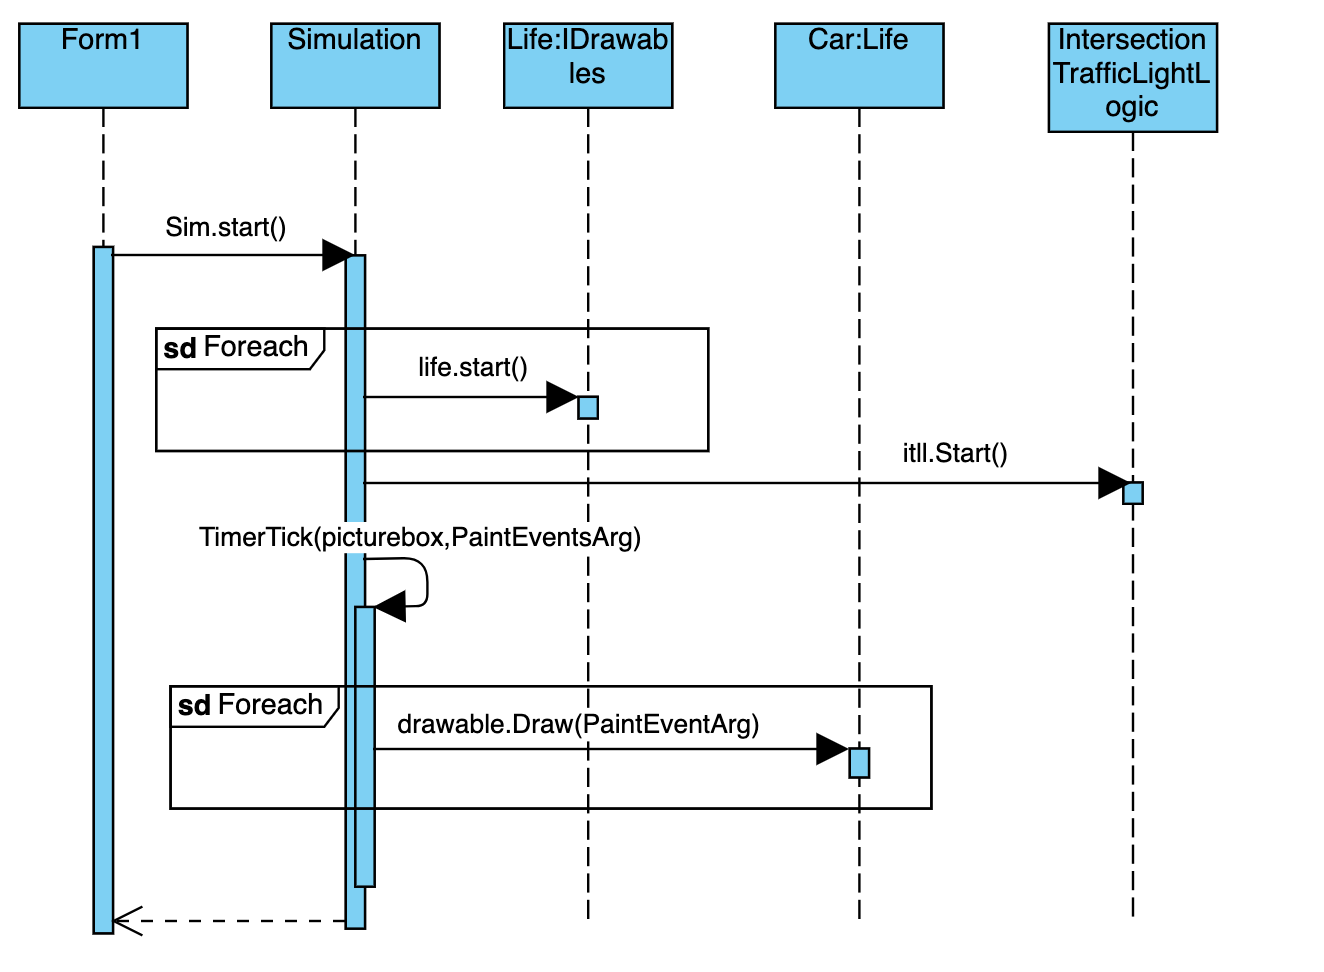 Form1
Simulation
Life:IDrawab
les
Car:Life
Intersection
TrafficLightL
ogic
Sim.start()
sd Foreach
life.start()
itll.Start()
TimerTick(picturebox,PaintEventsArg)
sd Foreach
drawable.Draw(PaintEventArg)